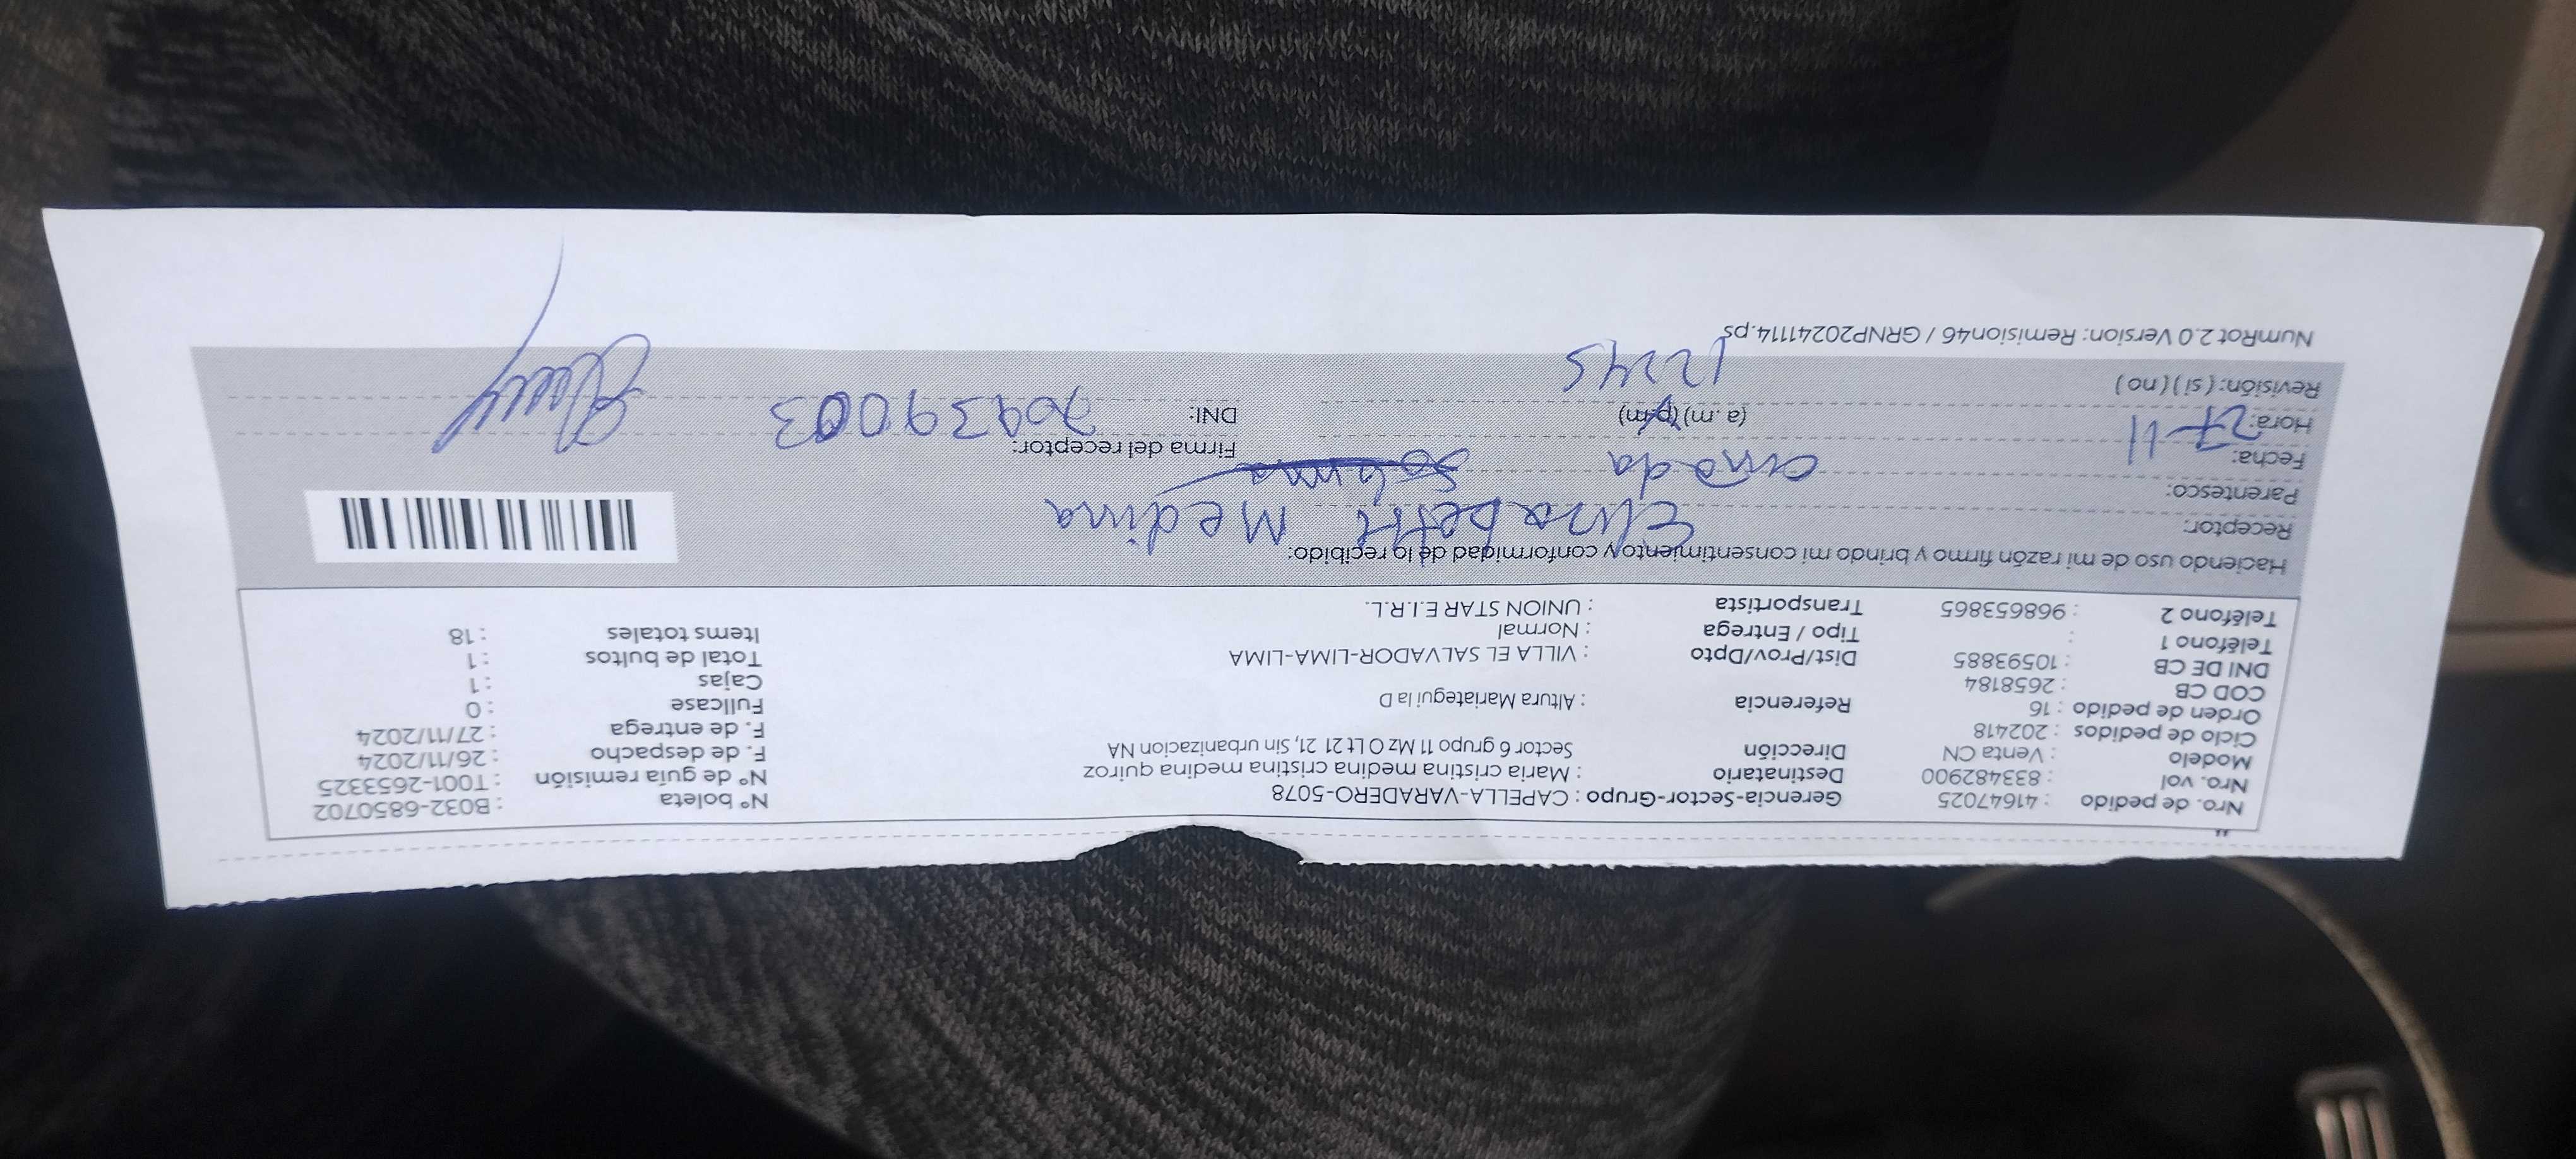 Nro. de pedido : 41647025 Gerencia-Sector-Grupo : CAPELLA-VARADERO-5078 N° boleta : B032-6850702
Nro. vol : 833482900 Destinatario : Maria cristina medina cristina medina quiroz N° de guía remisión : T001-2653325
Modelo : Venta CN Dirección Sector 6 grupo 11 Mz O Lt 21 21, Sin urbanizacion NA F. de despacho : 26/11/2024
Ciclo de pedidos : 202418 F. de entrega : 27/11/2024
Orden de pedido : 16 Referencia : Altura Mariategui la D Fullcase : 0
COD CB : 2658184 Cajas : 1
DNI DE CB : 10593885 Dist/Prov/Dpto : VILLA EL SALVADOR-LIMA-LIMA Total de bultos : 1
Teléfono 1 : Tipo / Entrega : Normal Items totales : 18
Teléfono 2 : 968653865 Transportista : UNION STAR E.I.R.L.
Haciendo uso de mi razón firmo y brindo mi consentimiento y conformidad de lo recibido:
Receptor: Elizabeth Medina
Parentesco:
Fecha: 27-11 Firma del receptor:
Hora: (a.m) (p.m) 1245 DNI: 70939003
Revisión: ( si ) ( no )
NumRot 2.0 Version: Remision46 / GRNP20241114.ps